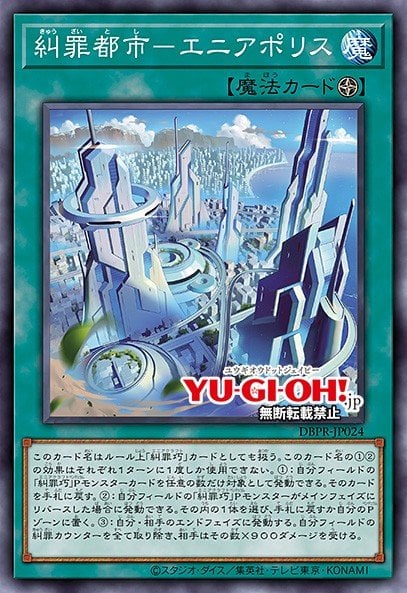 糾罪都市－エニアポリス
魔
【魔法カード】
ユウギオウドットジェイピー
YU-GI-OH!.jp
無断転載禁止
DBPR-JP024
このカード名はルール上「糾罪巧」カードとしても扱う。このカード名の①②
の効果はそれぞれ1ターンに1度しか使用できない。①：自分フィールドの
「糾罪巧」Pモンスターカードを任意の数だけ対象として発動できる。そのカード
を手札に戻す。②：自分フィールドの「糾罪巧」Pモンスターがメインフェイズに
リバースした場合に発動できる。その内の1体を選び、手札に戻すか自分のP
ゾーンに置く。③：自分・相手のエンドフェイズに発動する。自分フィールドの
糾罪カウンターを全て取り除き、相手はその数×900ダメージを受ける。
©スタジオ・ダイス／集英社・テレビ東京・KONAMI